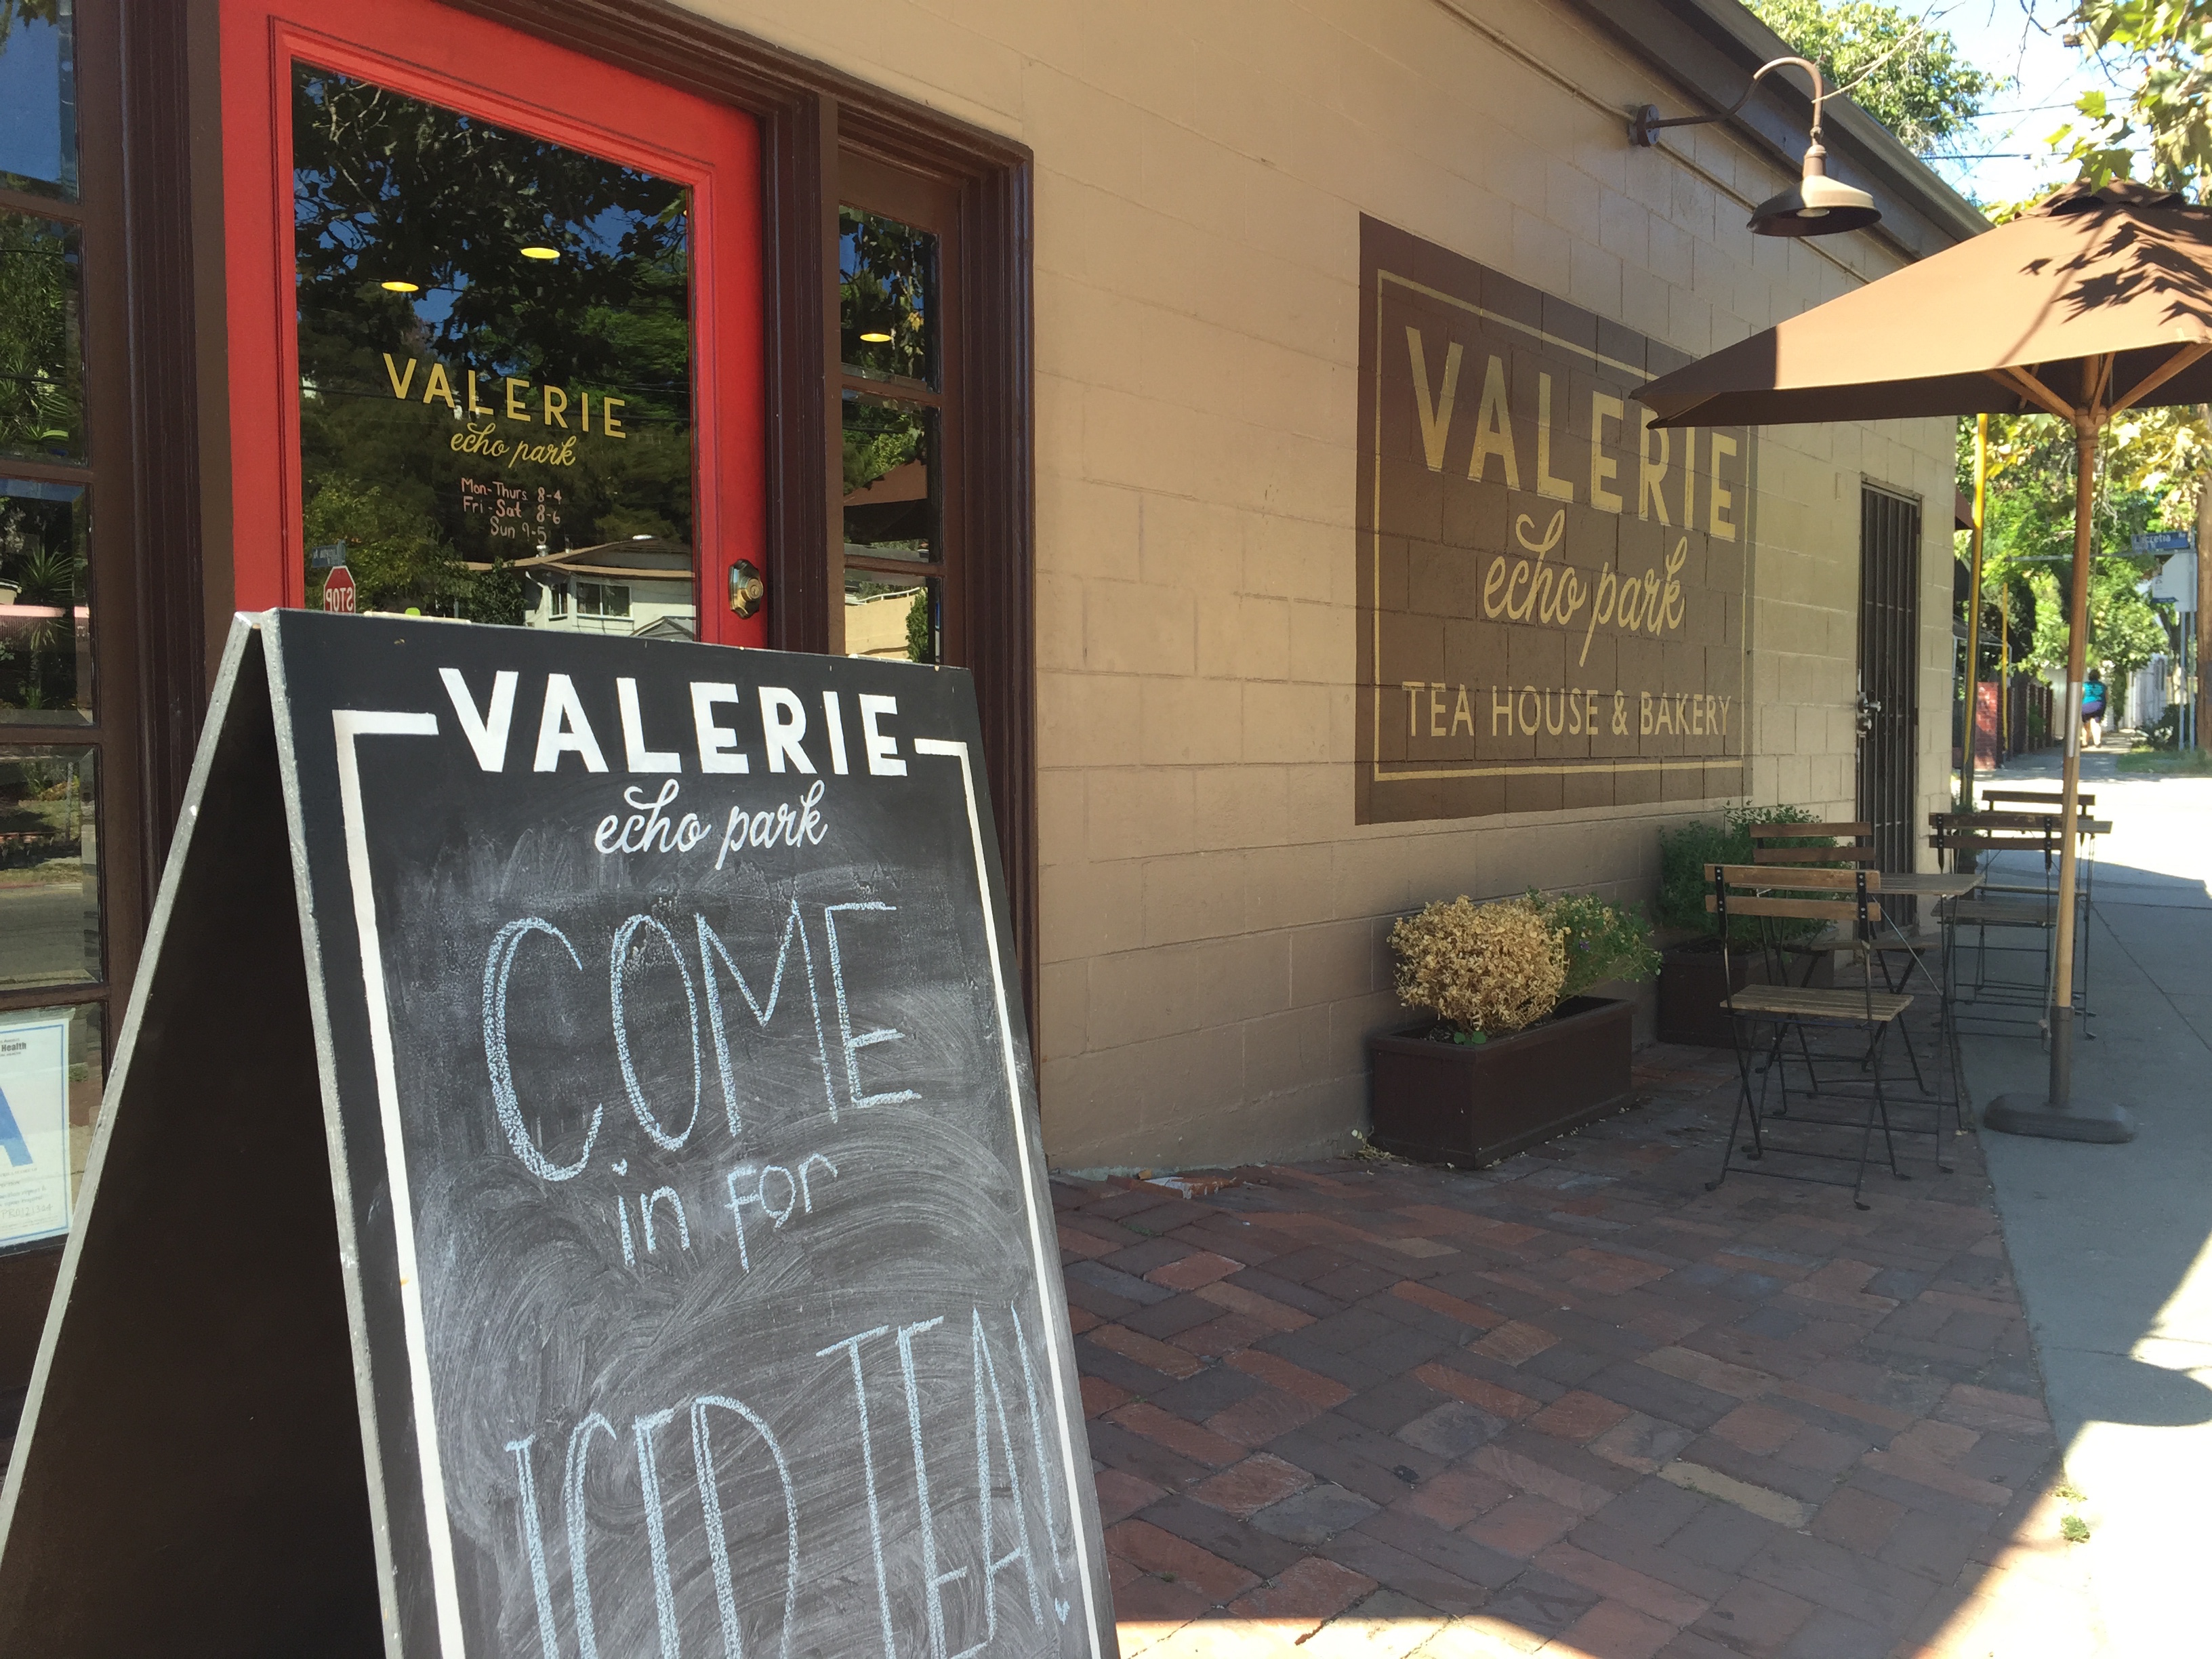 VALERIE
echo park
Mon-Thurs 8-4
Fri-Sat 8-6
Sun 9-5
STOP
VALERIE
echo park
COME
in for
ICED TEA!
VALERIE
echo park
TEA HOUSE & BAKERY
Health
A
Lucretia